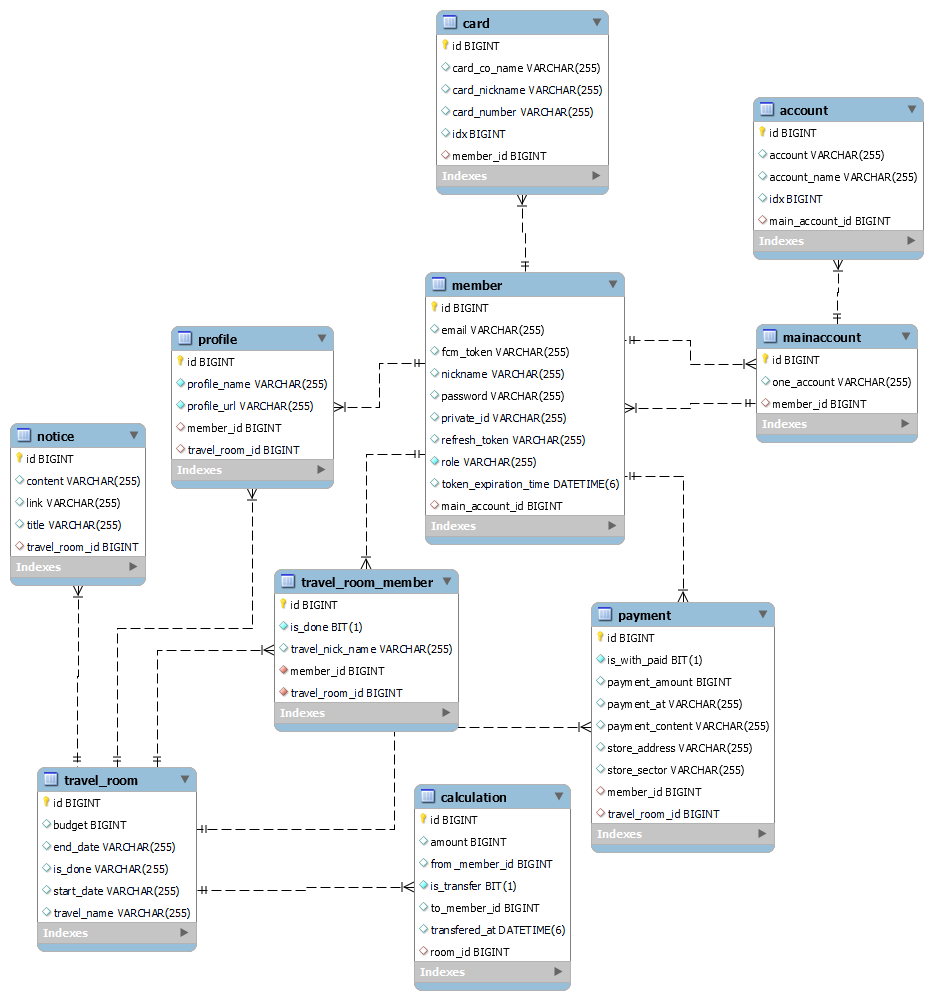 card
id BIGINT
card_co_name VARCHAR(255)
card_nickname VARCHAR(255)
card_number VARCHAR(255)
idx BIGINT
member_id BIGINT
Indexes
account
id BIGINT
account VARCHAR(255)
account_name VARCHAR(255)
idx BIGINT
main_account_id BIGINT
Indexes
member
id BIGINT
email VARCHAR(255)
fcm_token VARCHAR(255)
nickname VARCHAR(255)
password VARCHAR(255)
private_id VARCHAR(255)
refresh_token VARCHAR(255)
role VARCHAR(255)
token_expiration_time DATETIME(6)
main_account_id BIGINT
Indexes
mainaccount
id BIGINT
one_account VARCHAR(255)
member_id BIGINT
Indexes
profile
id BIGINT
profile_name VARCHAR(255)
profile_url VARCHAR(255)
member_id BIGINT
travel_room_id BIGINT
Indexes
notice
id BIGINT
content VARCHAR(255)
link VARCHAR(255)
title VARCHAR(255)
travel_room_id BIGINT
Indexes
travel_room_member
id BIGINT
is_done BIT(1)
travel_nick_name VARCHAR(255)
member_id BIGINT
travel_room_id BIGINT
Indexes
payment
id BIGINT
is_with_paid BIT(1)
payment_amount BIGINT
payment_at VARCHAR(255)
payment_content VARCHAR(255)
store_address VARCHAR(255)
store_sector VARCHAR(255)
member_id BIGINT
travel_room_id BIGINT
Indexes
travel_room
id BIGINT
budget BIGINT
end_date VARCHAR(255)
is_done VARCHAR(255)
start_date VARCHAR(255)
travel_name VARCHAR(255)
Indexes
calculation
id BIGINT
amount BIGINT
from_member_id BIGINT
is_transfer BIT(1)
to_member_id BIGINT
transfered_at DATETIME(6)
room_id BIGINT
Indexes